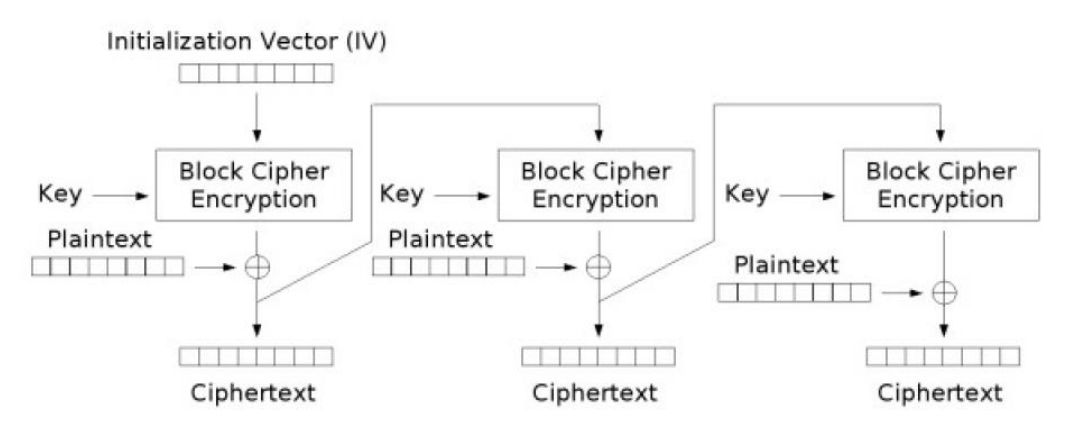 Initialization Vector (IV)
Key
Block Cipher
Encryption
Plaintext
Ciphertext
Key
Block Cipher
Encryption
Plaintext
Ciphertext
Key
Block Cipher
Encryption
Plaintext
Ciphertext